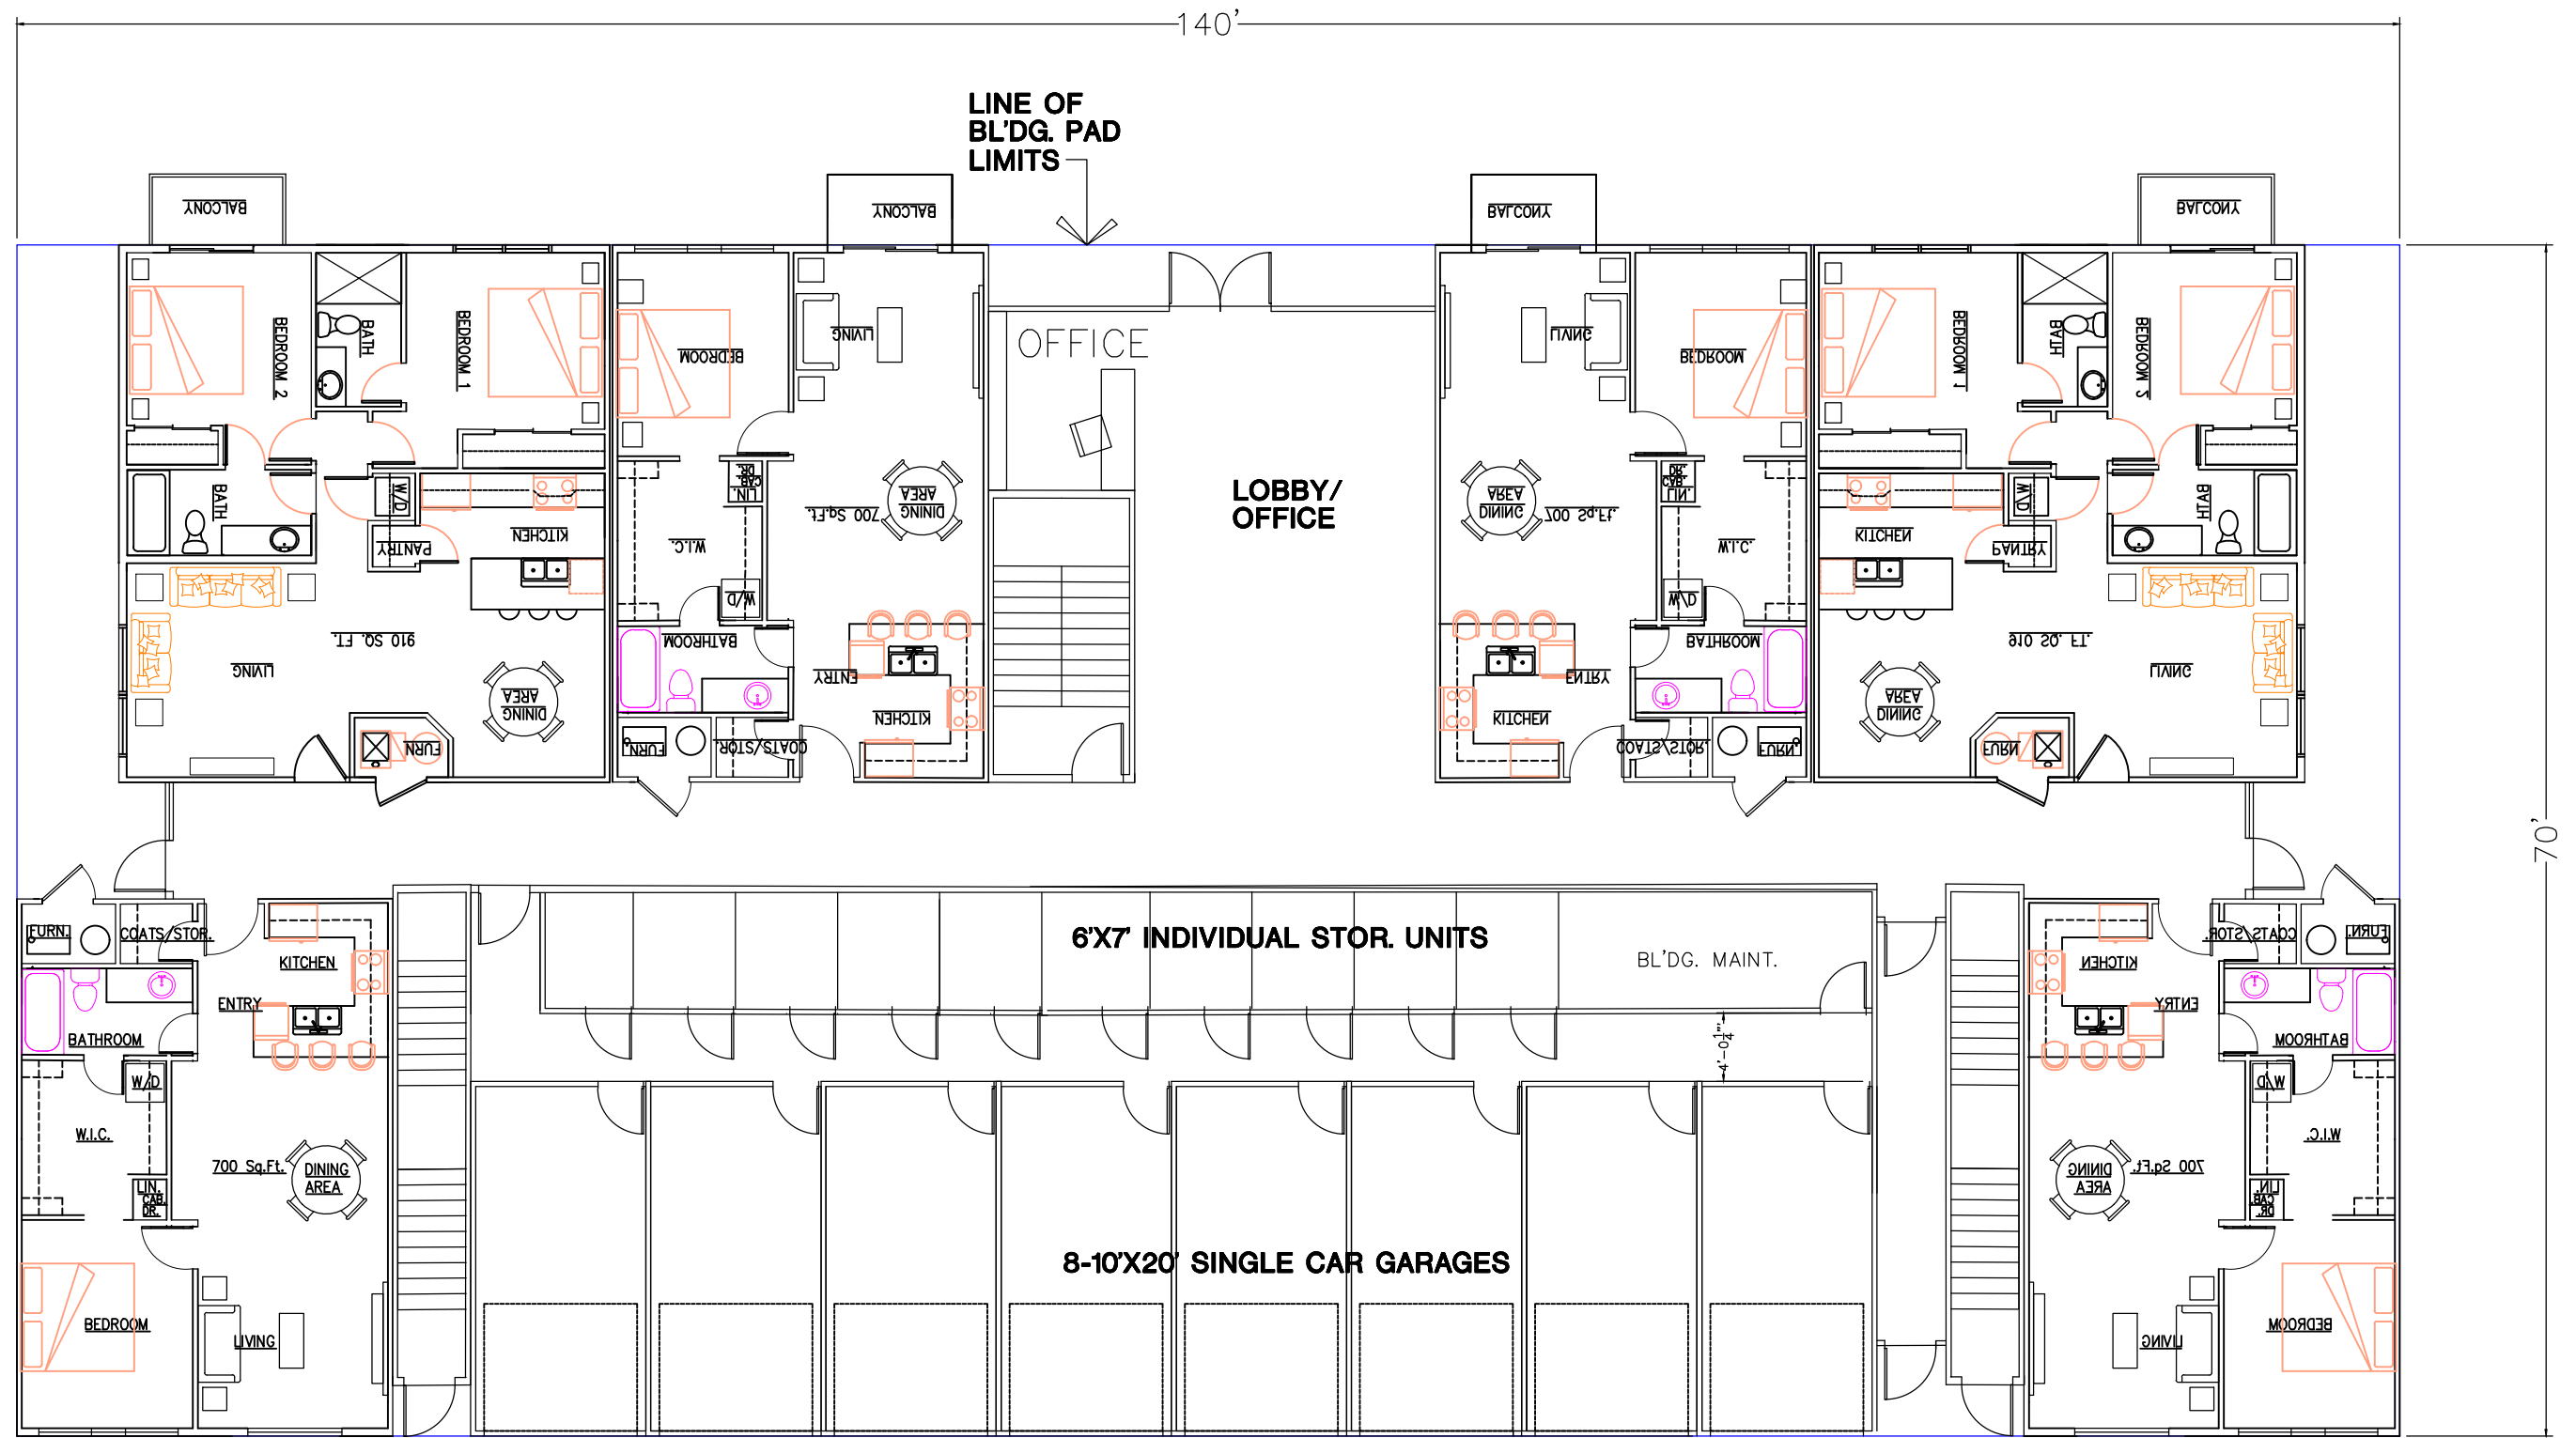 140'
LINE OF
BL'DG. PAD
LIMITS
BALCONY
BALCONY
BALCONY
BALCONY
BEDROOM 2
BATH
BEDROOM 1
BEDROOM
LIVING
OFFICE
LIVING
BEDROOM
BEDROOM 1
BATH
BEDROOM 2
BATH
W/D
PANTRY
KITCHEN
LIN.
CAB.
DR.
W.I.C.
700 Sq.Ft.
DINING
AREA
LOBBY/
OFFICE
DINING
AREA
700 Sq.Ft.
LIN.
CAB.
DR.
W.I.C.
KITCHEN
W/D
PANTRY
BATH
910 SQ. FT.
LIVING
DINING
AREA
FURN
W/D
BATHROOM
ENTRY
KITCHEN
FURN.
COATS/STOR.
W/D
BATHROOM
ENTRY
KITCHEN
COATS/STOR.
FURN.
910 SQ. FT.
LIVING
DINING
AREA
FURN
70'
FURN.
COATS/STOR.
KITCHEN
ENTRY
BATHROOM
W/D
W.I.C.
700 Sq.Ft.
DINING
AREA
LIN.
CAB.
DR.
BEDROOM
LIVING
6'X7' INDIVIDUAL STOR. UNITS
BL'DG. MAINT.
4'-0 1/4"
8-10'X20' SINGLE CAR GARAGES
COATS/STOR.
FURN.
KITCHEN
ENTRY
BATHROOM
W/D
W.I.C.
DINING
AREA
700 Sq.Ft.
LIN.
CAB.
DR.
LIVING
BEDROOM